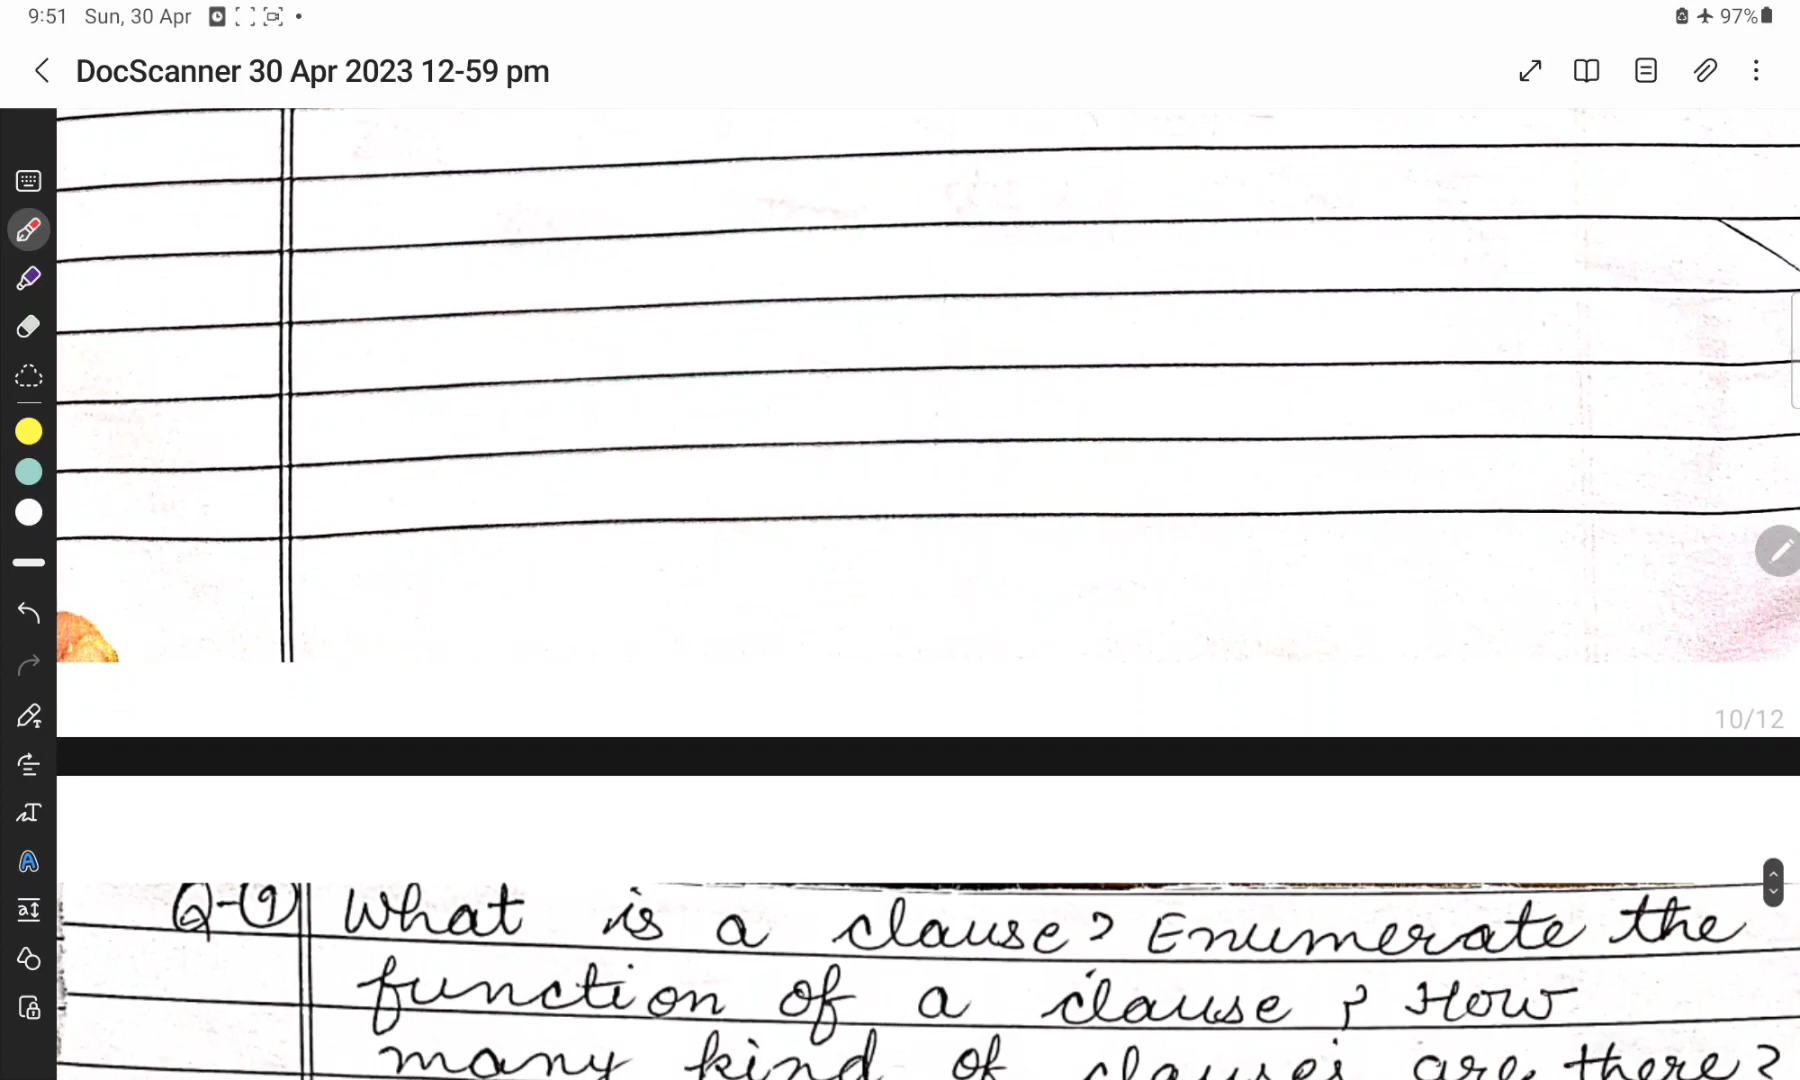 9:51 Sun, 30 Apr 97%
DocScanner 30 Apr 2023 12-59 pm
10/12
Q-9 What is a clause? Enumerate the
function of a clause? How
many kind of clauses are there?